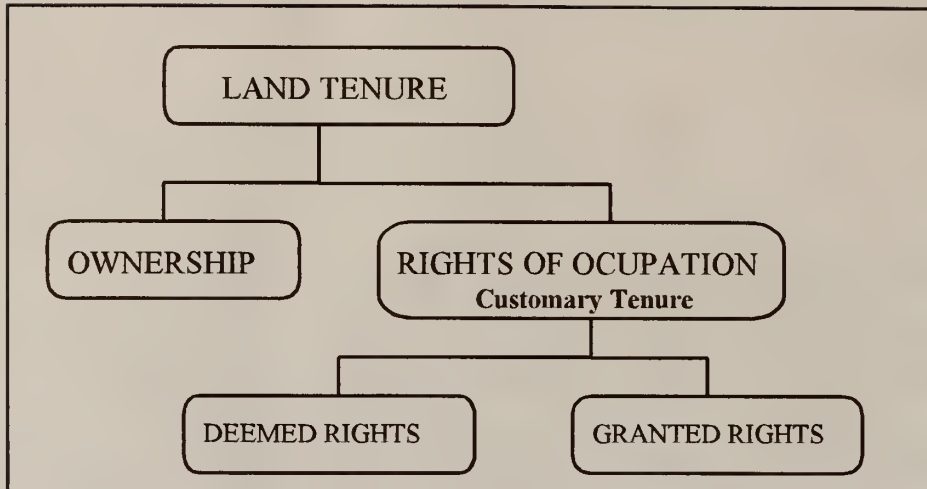 LAND TENURE
OWNERSHIP
RIGHTS OF OCUPATION
Customary Tenure
DEEMED RIGHTS
GRANTED RIGHTS